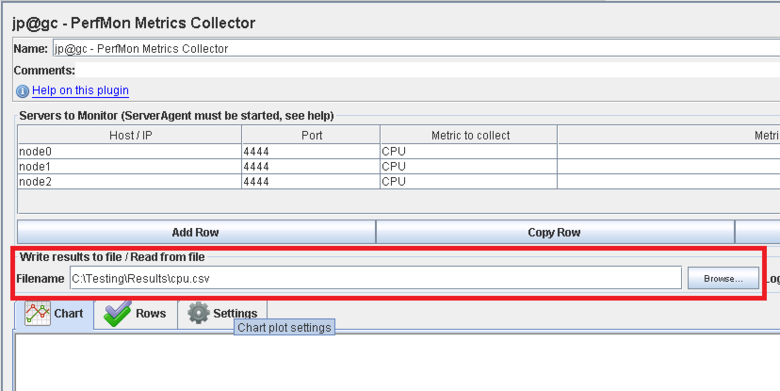 jp@gc - PerfMon Metrics Collector
Name: jp@gc - PerfMon Metrics Collector
Comments:
Help on this plugin
Servers to Monitor (ServerAgent must be started, see help)
Host / IP Port Metric to collect Metri
node0 4444 CPU
node1 4444 CPU
node2 4444 CPU
Add Row Copy Row
Write results to file / Read from file
Filename C:\Testing\Results\cpu.csv Browse... Log
Chart Rows Settings
Chart plot settings